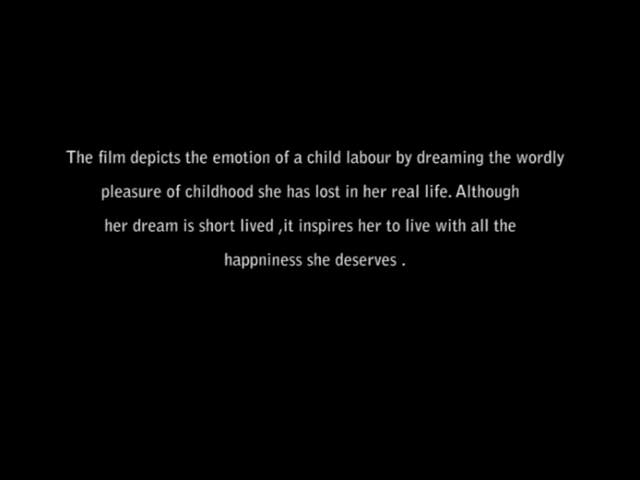 The film depicts the emotion of a child labour by dreaming the wordly
pleasure of childhood she has lost in her real life. Although
her dream is short lived ,it inspires her to live with all the
happniness she deserves .